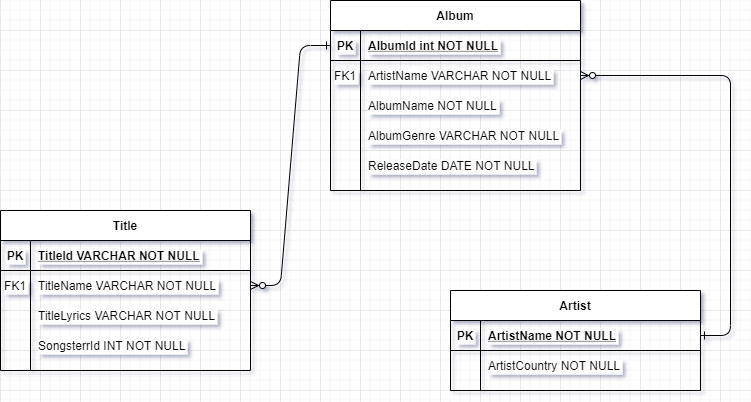 Album
PK AlbumId int NOT NULL
FK1 ArtistName VARCHAR NOT NULL
AlbumName NOT NULL
AlbumGenre VARCHAR NOT NULL
ReleaseDate DATE NOT NULL
Title
PK TitleId VARCHAR NOT NULL
FK1 TitleName VARCHAR NOT NULL
TitleLyrics VARCHAR NOT NULL
SongsterrId INT NOT NULL
Artist
PK ArtistName NOT NULL
ArtistCountry NOT NULL